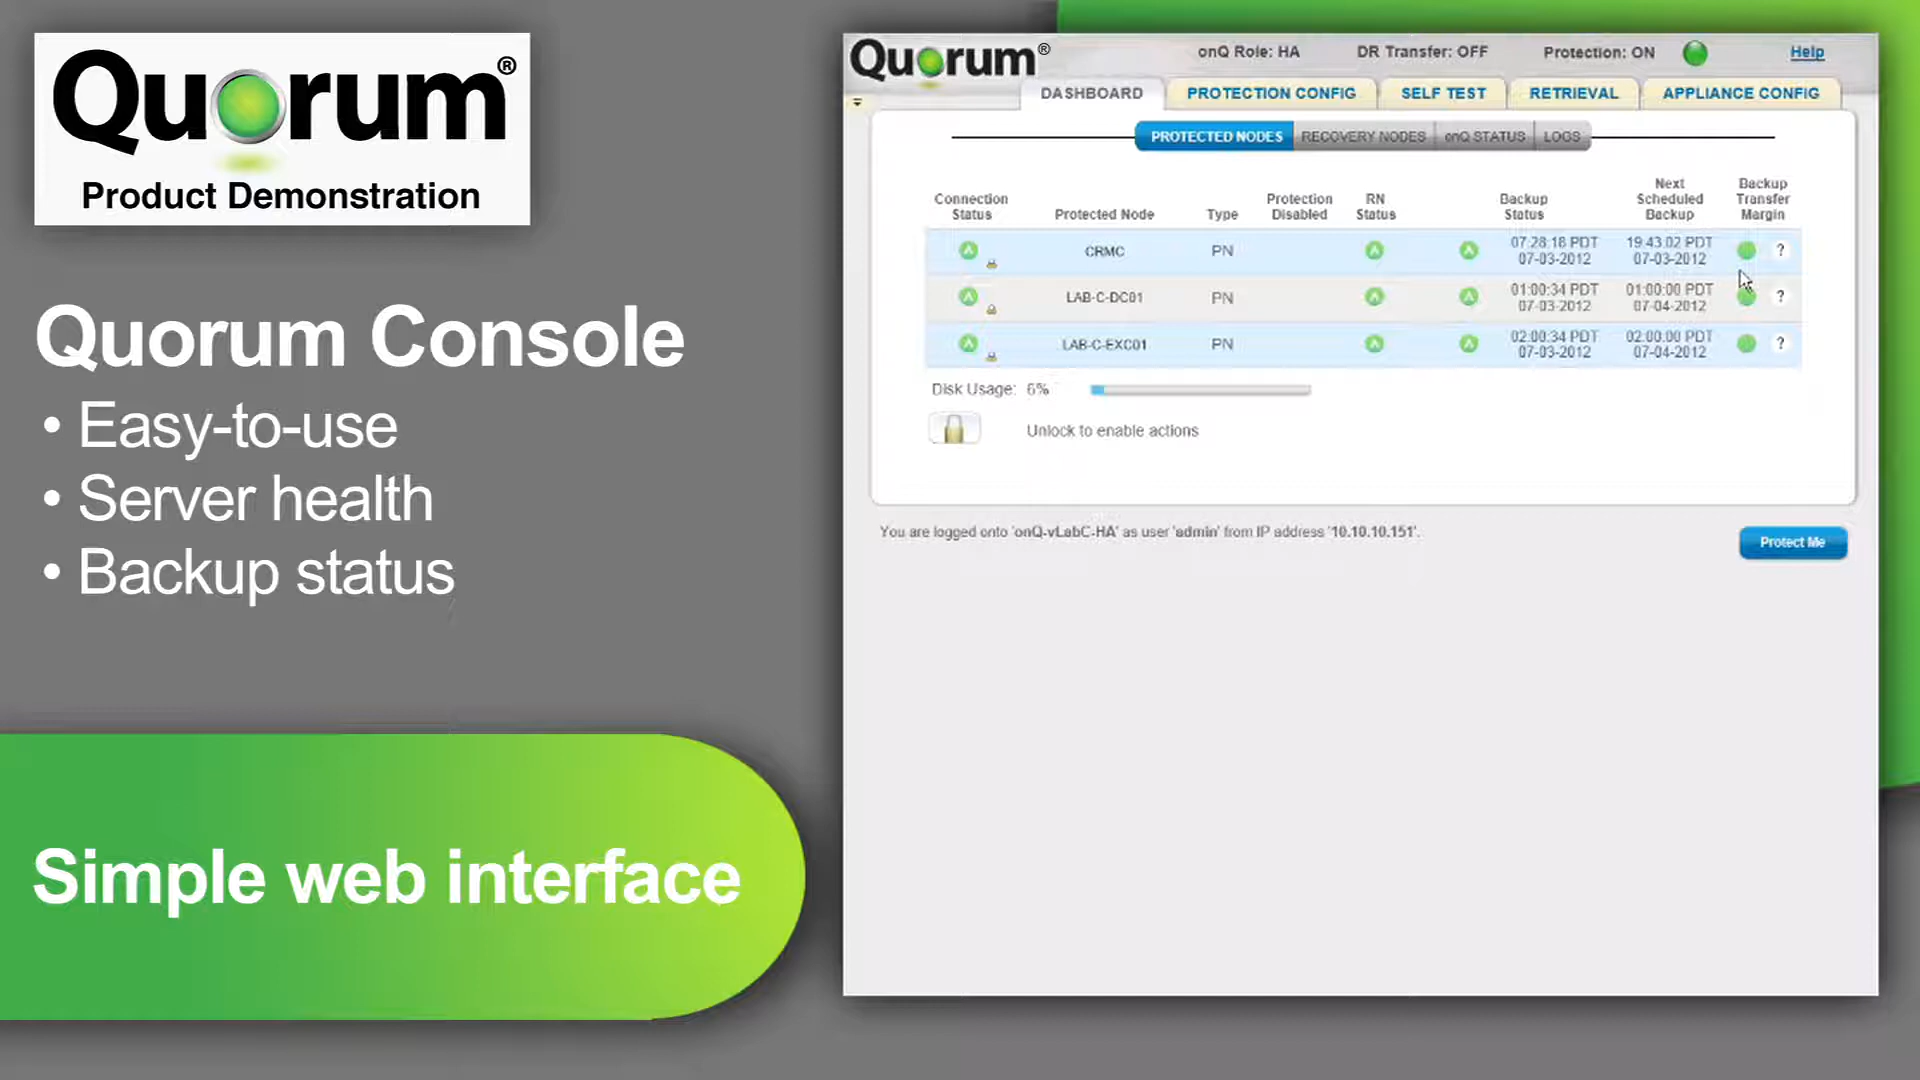 Quorum®
Product Demonstration
Quorum Console
• Easy-to-use
• Server health
• Backup status
Simple web interface
Quorum®
onQ Role: HA DR Transfer: OFF Protection: ON Help
DASHBOARD PROTECTION CONFIG SELF TEST RETRIEVAL APPLIANCE CONFIG
PROTECTED NODES RECOVERY NODES onQ STATUS LOGS
Connection Status Protected Node Type Protection Disabled RN Status Backup Status Next Scheduled Backup Backup Transfer Margin
CRMC PN 07:28:18 PDT 07-03-2012 19:43:02 PDT 07-03-2012 ?
LAB-C-DC01 PN 01:00:34 PDT 07-03-2012 01:00:00 PDT 07-04-2012 ?
LAB-C-EXC01 PN 02:00:34 PDT 07-03-2012 02:00:00 PDT 07-04-2012 ?
Disk Usage: 6%
Unlock to enable actions
You are logged onto 'onQ-vLabC-HA' as user 'admin' from IP address '10.10.10.151'.
Protect Me